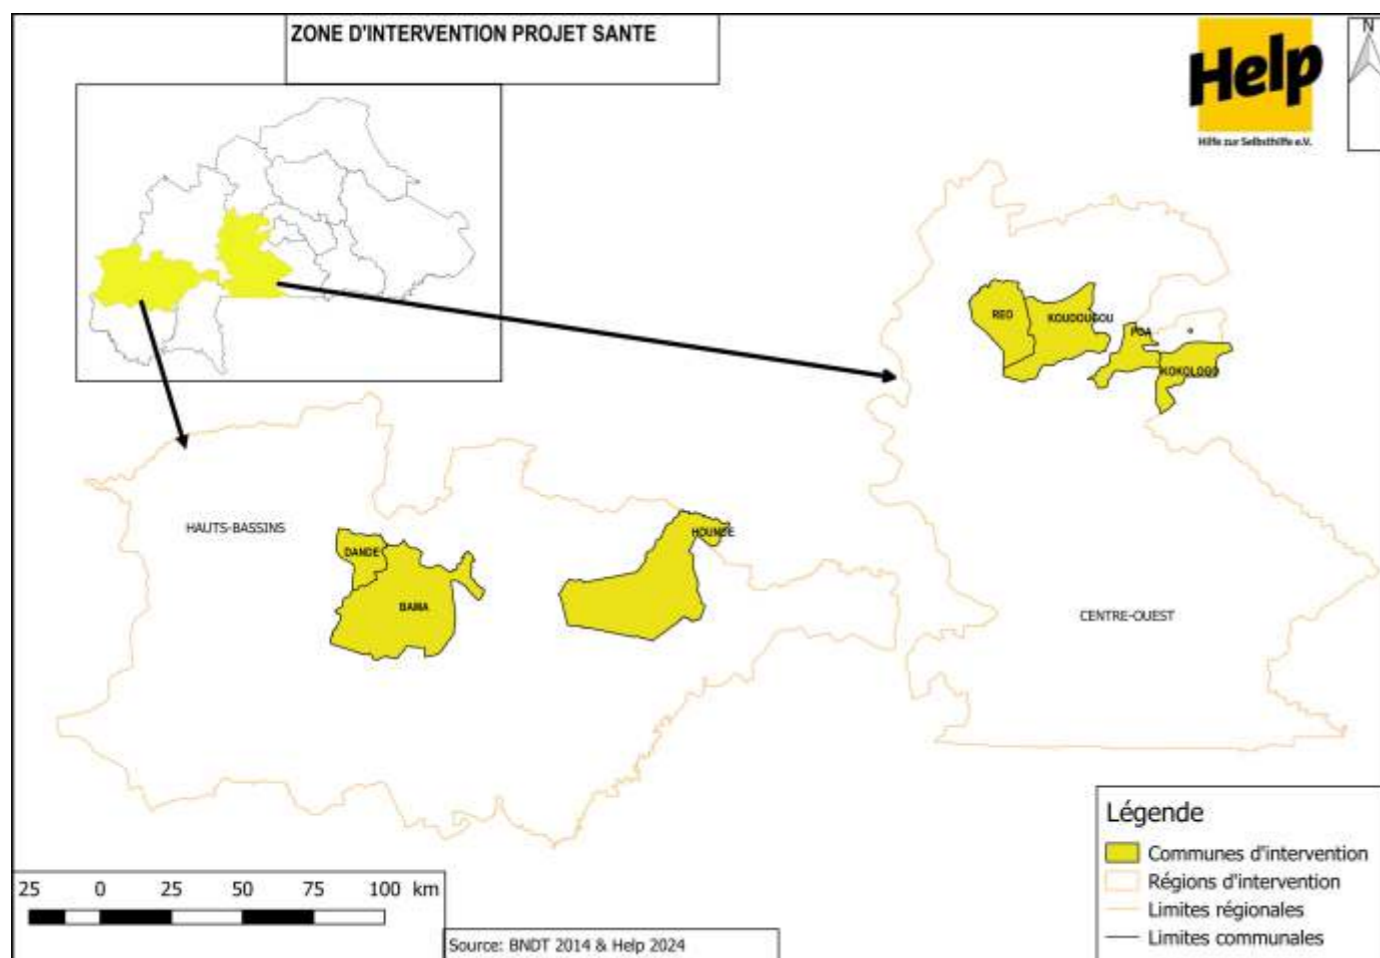 ZONE D'INTERVENTION PROJET SANTE
Help
Hilfe zur Selbsthilfe e.V.
N
REO
KOUDOUGOU
POA
KOKOLOGO
HAUTS-BASSINS
DANDE
BAMA
HOUNDE
CENTRE-OUEST
Légende
Communes d'intervention
Régions d'intervention
Limites régionales
Limites communales
25 0 25 50 75 100 km
Source: BNDT 2014 & Help 2024